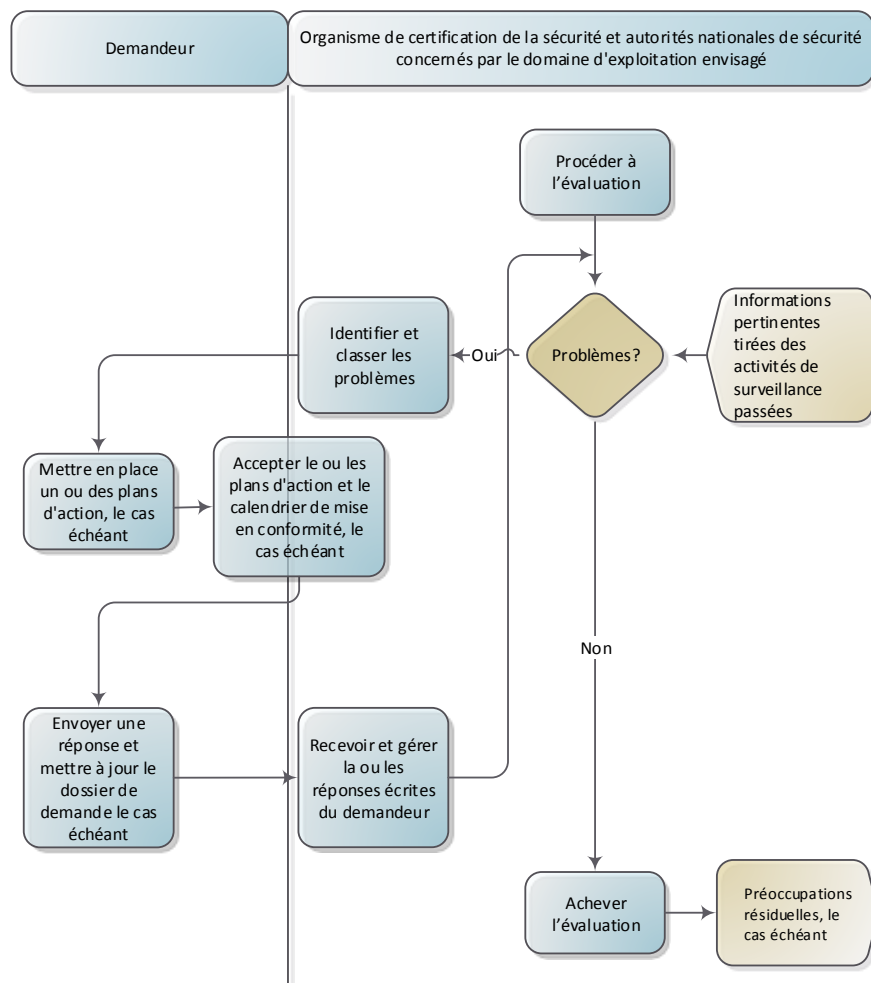 Demandeur
Organisme de certification de la sécurité et autorités nationales de sécurité
concernés par le domaine d'exploitation envisagé
Procéder à
l'évaluation
Informations
pertinentes
tirées des
activités de
surveillance
passées
Problèmes?
Oui
Identifier et
classer les
problèmes
Mettre en place
un ou des plans
d'action, le cas
échéant
Accepter le ou les
plans d'action et le
calendrier de mise
en conformité, le
cas échéant
Non
Envoyer une
réponse et
mettre à jour le
dossier de
demande le cas
échéant
Recevoir et gérer
la ou les
réponses écrites
du demandeur
Achever
l'évaluation
Préoccupations
résiduelles, le
cas échéant